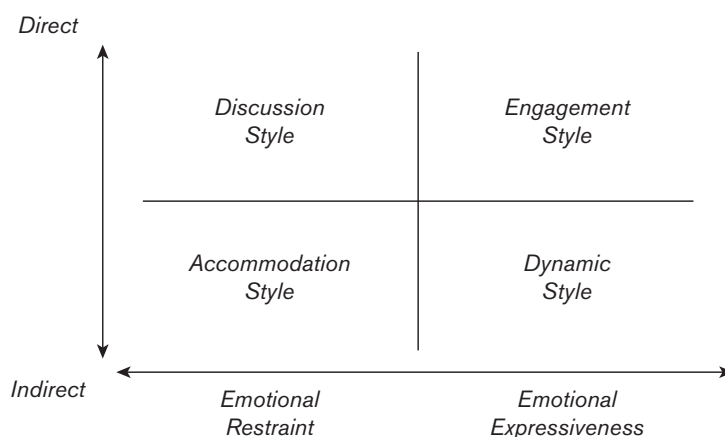 Direct
Discussion
Style
Engagement
Style
Accommodation
Style
Dynamic
Style
Indirect
Emotional
Restraint
Emotional
Expressiveness